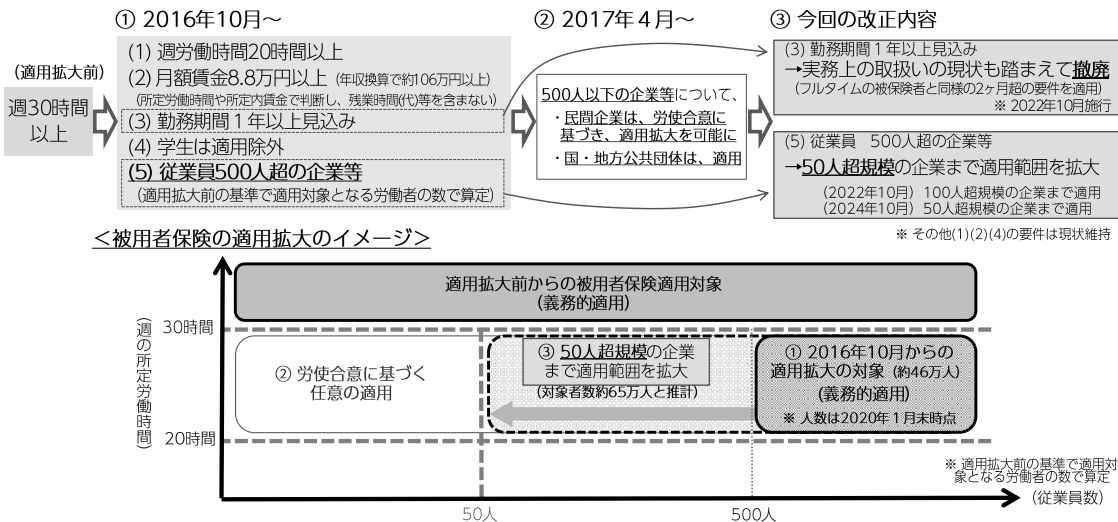 ① 2016年10月～
(適用拡大前)
週30時間
以上
(1) 週労働時間20時間以上
(2) 月額賃金8.8万円以上（年収換算で約106万円以上）
(所定労働時間や所定内賃金で判断し、残業時間(代)等を含まない)
(3) 勤務期間１年以上見込み
(4) 学生は適用除外
(5) 従業員500人超の企業等
(適用拡大前の基準で適用対象となる労働者の数で算定)
② 2017年４月～
500人以下の企業等について、
・民間企業は、労使合意に
基づき、適用拡大を可能に
・国・地方公共団体は、適用
③ 今回の改正内容
(3) 勤務期間１年以上見込み
→実務上の取扱いの現状も踏まえて撤廃
(フルタイムの被保険者と同様の2ヶ月超の要件を適用)
※ 2022年10月施行
(5) 従業員　500人超の企業等
→50人超規模の企業まで適用範囲を拡大
(2022年10月) 100人超規模の企業まで適用
(2024年10月) 50人超規模の企業まで適用
※ その他(1)(2)(4)の要件は現状維持
＜被用者保険の適用拡大のイメージ＞
(週の所定労働時間)
30時間
20時間
適用拡大前からの被用者保険適用対象
(義務的適用)
② 労使合意に基づく
任意の適用
③ 50人超規模の企業
まで適用範囲を拡大
(対象者数約65万人と推計)
① 2016年10月からの
適用拡大の対象（約46万人）
(義務的適用)
※ 人数は2020年１月末時点
※ 適用拡大前の基準で適用対
象となる労働者の数で算定
50人
500人
(従業員数)